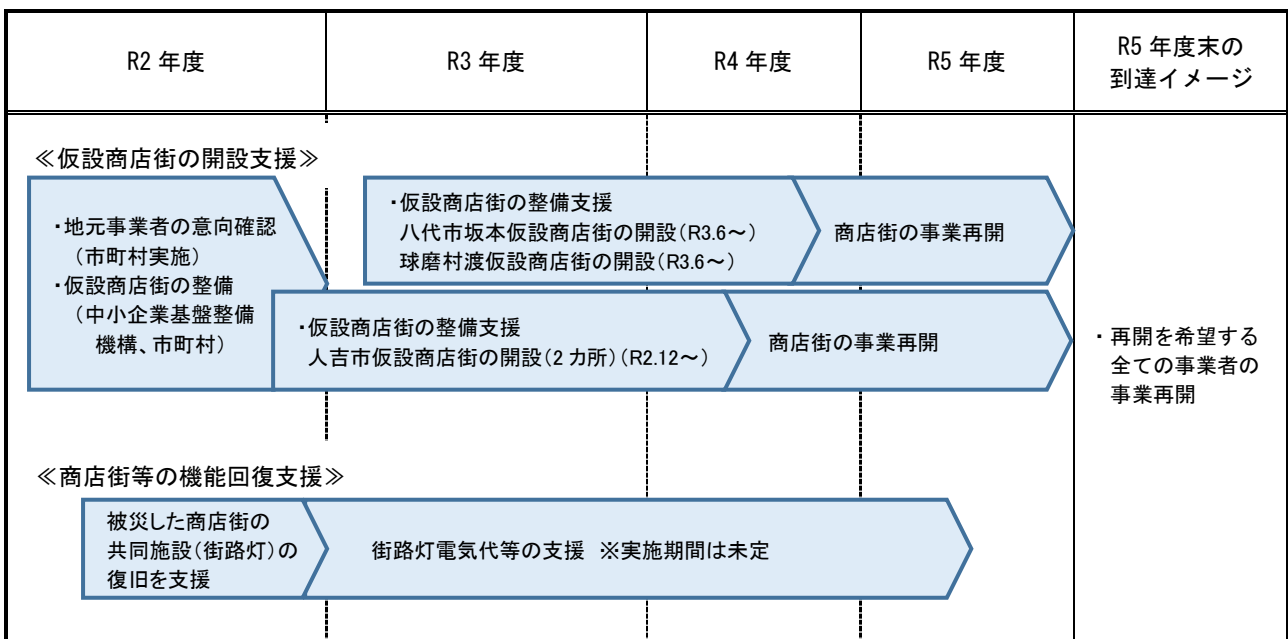 R2 年度
R3 年度
R4 年度
R5 年度
R5 年度末の
到達イメージ
≪仮設商店街の開設支援≫
・地元事業者の意向確認
（市町村実施）
・仮設商店街の整備
（中小企業基盤整備
機構、市町村）
・仮設商店街の整備支援
八代市坂本仮設商店街の開設（R3.6～）
球磨村渡仮設商店街の開設（R3.6～）
商店街の事業再開
・仮設商店街の整備支援
人吉市仮設商店街の開設（2 カ所）（R2.12～）
商店街の事業再開
・再開を希望する
全ての事業者の
事業再開
≪商店街等の機能回復支援≫
被災した商店街の
共同施設（街路灯）の
復旧を支援
街路灯電気代等の支援 ※実施期間は未定